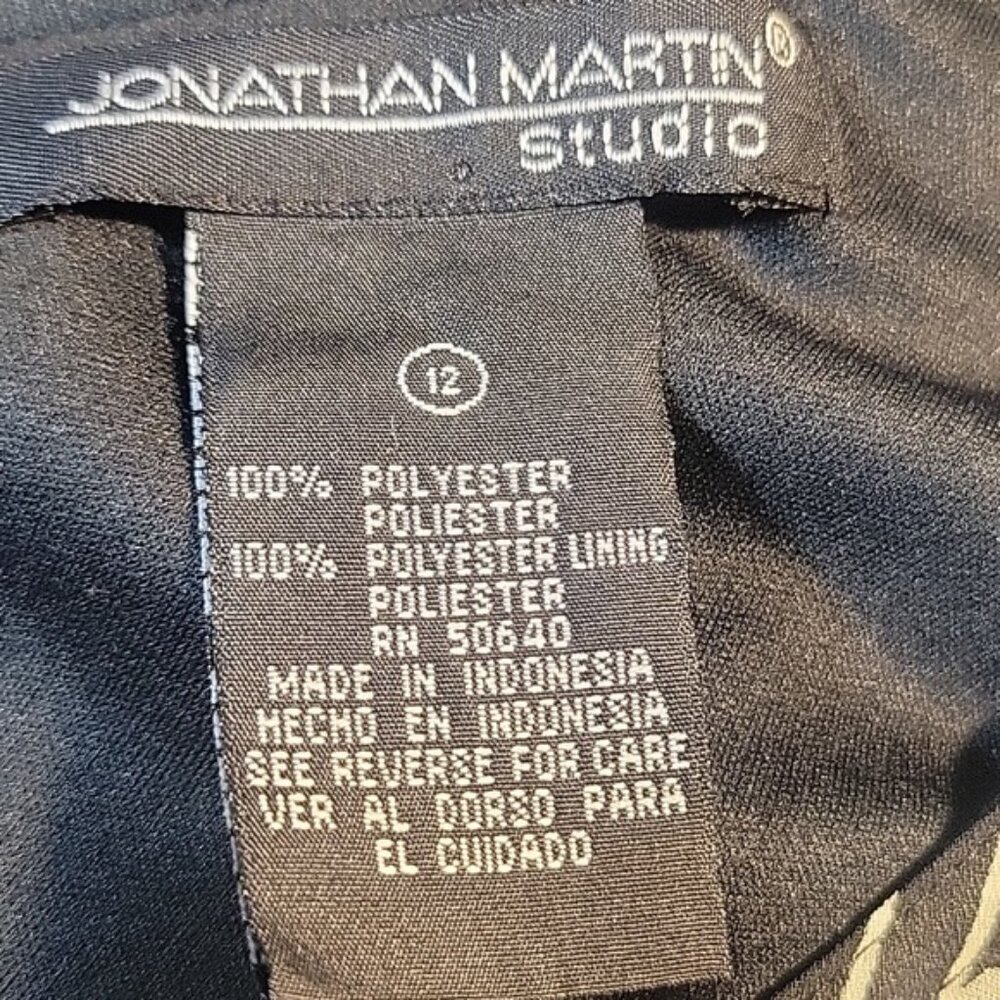 JONATHAN MARTIN®
studio
12
100% POLYESTER
POLIESTER
100% POLYESTER LINING
POLIESTER
RN 50640
MADE IN INDONESIA
HECHO EN INDONESIA
SEE REVERSE FOR CARE
VER AL DORSO PARA
EL CUIDADO